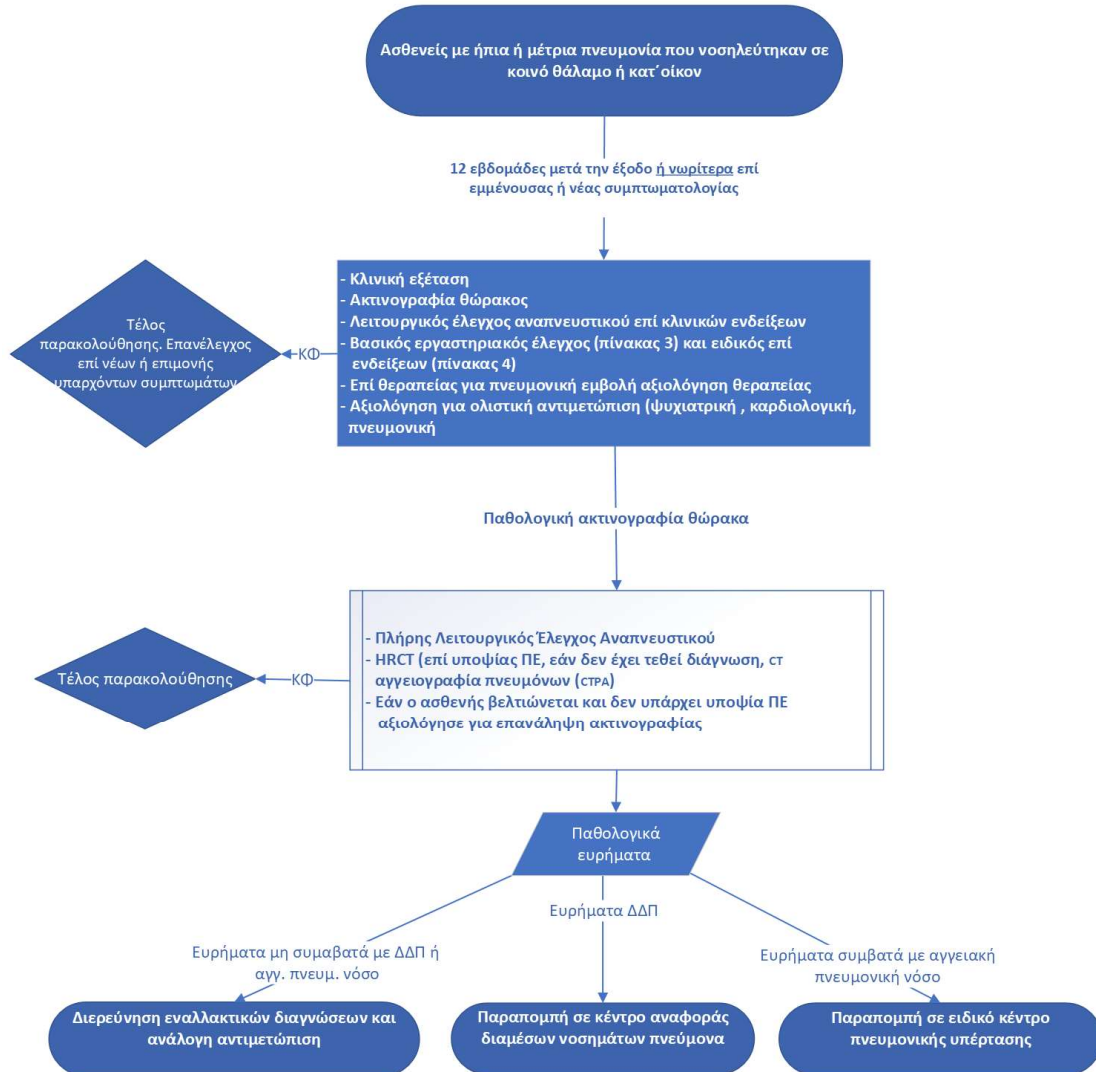 Ασθενείς με ήπια ή μέτρια πνευμονία που νοσηλεύτηκαν σε
κοινό θάλαμο ή κατ΄οίκον
12 εβδομάδες μετά την έξοδο ή νωρίτερα επί
εμμένουσας ή νέας συμπτωματολογίας
- Κλινική εξέταση
- Ακτινογραφία θώρακος
- Λειτουργικός έλεγχος αναπνευστικού επί κλινικών ενδείξεων
- Βασικός εργαστηριακός έλεγχος (πίνακας 3) και ειδικός επί
ενδείξεων (πίνακας 4)
- Επί θεραπείας για πνευμονική εμβολή αξιολόγηση θεραπείας
- Αξιολόγηση για ολιστική αντιμετώπιση (ψυχιατρική , καρδιολογική,
πνευμονική
ΚΦ
Τέλος
παρακολούθησης. Επανέλεγχος
επί νέων ή επιμονής
υπαρχόντων συμπτωμάτων
Παθολογική ακτινογραφία θώρακα
- Πλήρης Λειτουργικός Έλεγχος Αναπνευστικού
- HRCT (επί υποψίας ΠΕ, εάν δεν έχει τεθεί διάγνωση, CT
αγγειογραφία πνευμόνων (CTPA)
- Εάν ο ασθενής βελτιώνεται και δεν υπάρχει υποψία ΠΕ
αξιολόγησε για επανάληψη ακτινογραφίας
ΚΦ
Τέλος παρακολούθησης
Παθολογικά
ευρήματα
Ευρήματα μη συμαβατά με ΔΔΠ ή
αγγ. πνευμ. νόσο
Ευρήματα ΔΔΠ
Ευρήματα συμβατά με αγγειακή
πνευμονική νόσο
Διερεύνηση εναλλακτικών διαγνώσεων και
ανάλογη αντιμετώπιση
Παραπομπή σε κέντρο αναφοράς
διαμέσων νοσημάτων πνεύμονα
Παραπομπή σε ειδικό κέντρο
πνευμονικής υπέρτασης